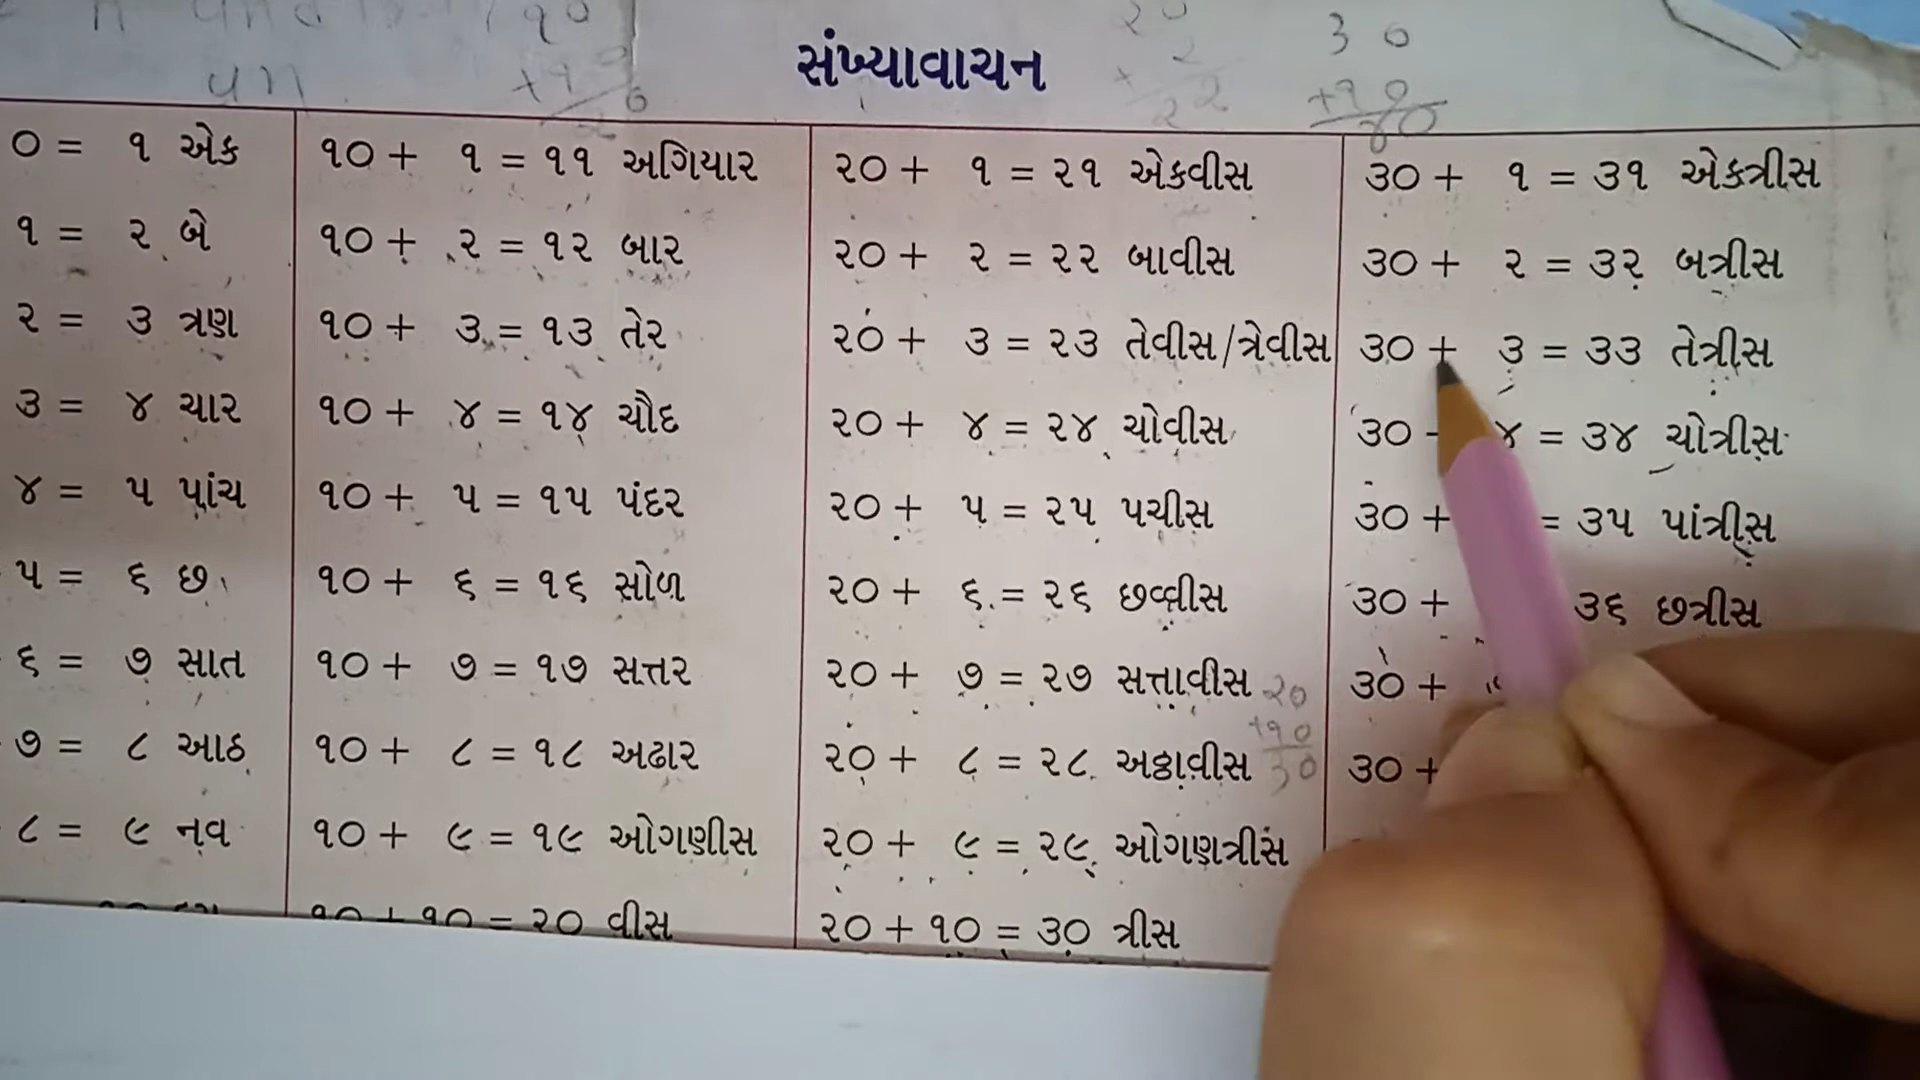 સંખ્યાવાચન
૦ = ૧ એક
૧ = ૨ બે
૨ = ૩ ત્રણ
૩ = ૪ ચાર
૪ = ૫ પાંચ
૫ = ૬ છ
૬ = ૭ સાત
૭ = ૮ આઠ
૮ = ૯ નવ
૧૦ + ૧ = ૧૧ અગિયાર
૧૦ + ૨ = ૧૨ બાર
૧૦ + ૩ = ૧૩ તેર
૧૦ + ૪ = ૧૪ ચૌદ
૧૦ + ૫ = ૧૫ પંદર
૧૦ + ૬ = ૧૬ સોળ
૧૦ + ૭ = ૧૭ સત્તર
૧૦ + ૮ = ૧૮ અઢાર
૧૦ + ૯ = ૧૯ ઓગણીસ
૧૦ + ૧૦ = ૨૦ વીસ
૨૦ + ૧ = ૨૧ એકવીસ
૨૦ + ૨ = ૨૨ બાવીસ
૨૦ + ૩ = ૨૩ તેવીસ/ત્રેવીસ
૨૦ + ૪ = ૨૪ ચોવીસ
૨૦ + ૫ = ૨૫ પચીસ
૨૦ + ૬ = ૨૬ છવ્વીસ
૨૦ + ૭ = ૨૭ સત્તાવીસ
૨૦ + ૮ = ૨૮ અઠ્ઠાવીસ
૨૦ + ૯ = ૨૯ ઓગણત્રીસ
૨૦ + ૧૦ = ૩૦ ત્રીસ
૨૦
+૧૦
૩૦
૩૦ + ૧ = ૩૧ એકત્રીસ
૩૦ + ૨ = ૩૨ બત્રીસ
૩૦ + ૩ = ૩૩ તેત્રીસ
૩૦ ૪ = ૩૪ ચોત્રીસ
૩૦ + = ૩૫ પાંત્રીસ
૩૦ + ૩૬ છત્રીસ
૩૦ +
૩૦ +